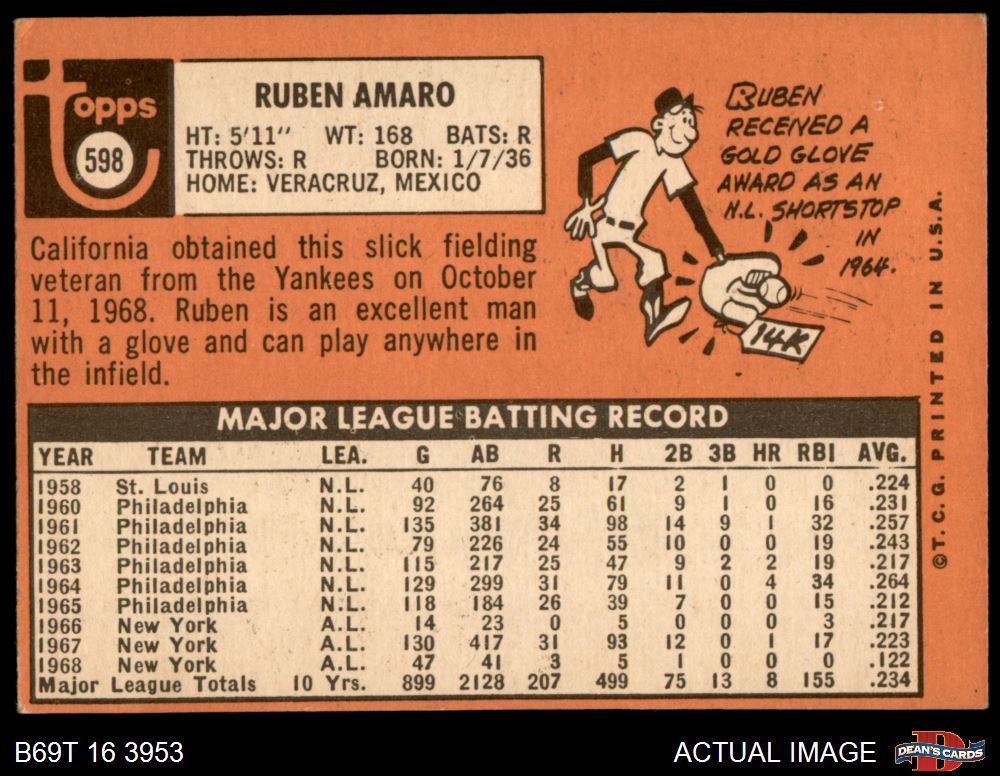 Topps
598
RUBEN AMARO
HT: 5'11" WT: 168 BATS: R
THROWS: R BORN: 1/7/36
HOME: VERACRUZ, MEXICO
RUBEN
RECEIVED A
GOLD GLOVE
AWARD AS AN
N.L. SHORTSTOP
IN
1964.
14K
California obtained this slick fielding
veteran from the Yankees on October
11, 1968. Ruben is an excellent man
with a glove and can play anywhere in
the infield.
MAJOR LEAGUE BATTING RECORD
YEAR TEAM LEA. G AB R H 2B 3B HR RBI AVG.
1958 St. Louis N.L. 40 76 8 17 2 1 0 0 .224
1960 Philadelphia N.L. 92 264 25 61 9 1 0 16 .231
1961 Philadelphia N.L. 135 381 34 98 14 9 1 32 .257
1962 Philadelphia N.L. 79 226 24 55 10 0 0 19 .243
1963 Philadelphia N.L. 115 217 25 47 9 2 2 19 .217
1964 Philadelphia N.L. 129 299 31 79 11 0 4 34 .264
1965 Philadelphia N.L. 118 184 26 39 7 0 0 15 .212
1966 New York A.L. 14 23 0 5 0 0 0 3 .217
1967 New York A.L. 130 417 31 93 12 0 1 17 .223
1968 New York A.L. 47 41 3 5 1 0 0 0 .122
Major League Totals 10 Yrs. 899 2128 207 499 75 13 8 155 .234
©T.C.G. PRINTED IN U.S.A.
B69T 16 3953
ACTUAL IMAGE
D
DEAN'S CARDS